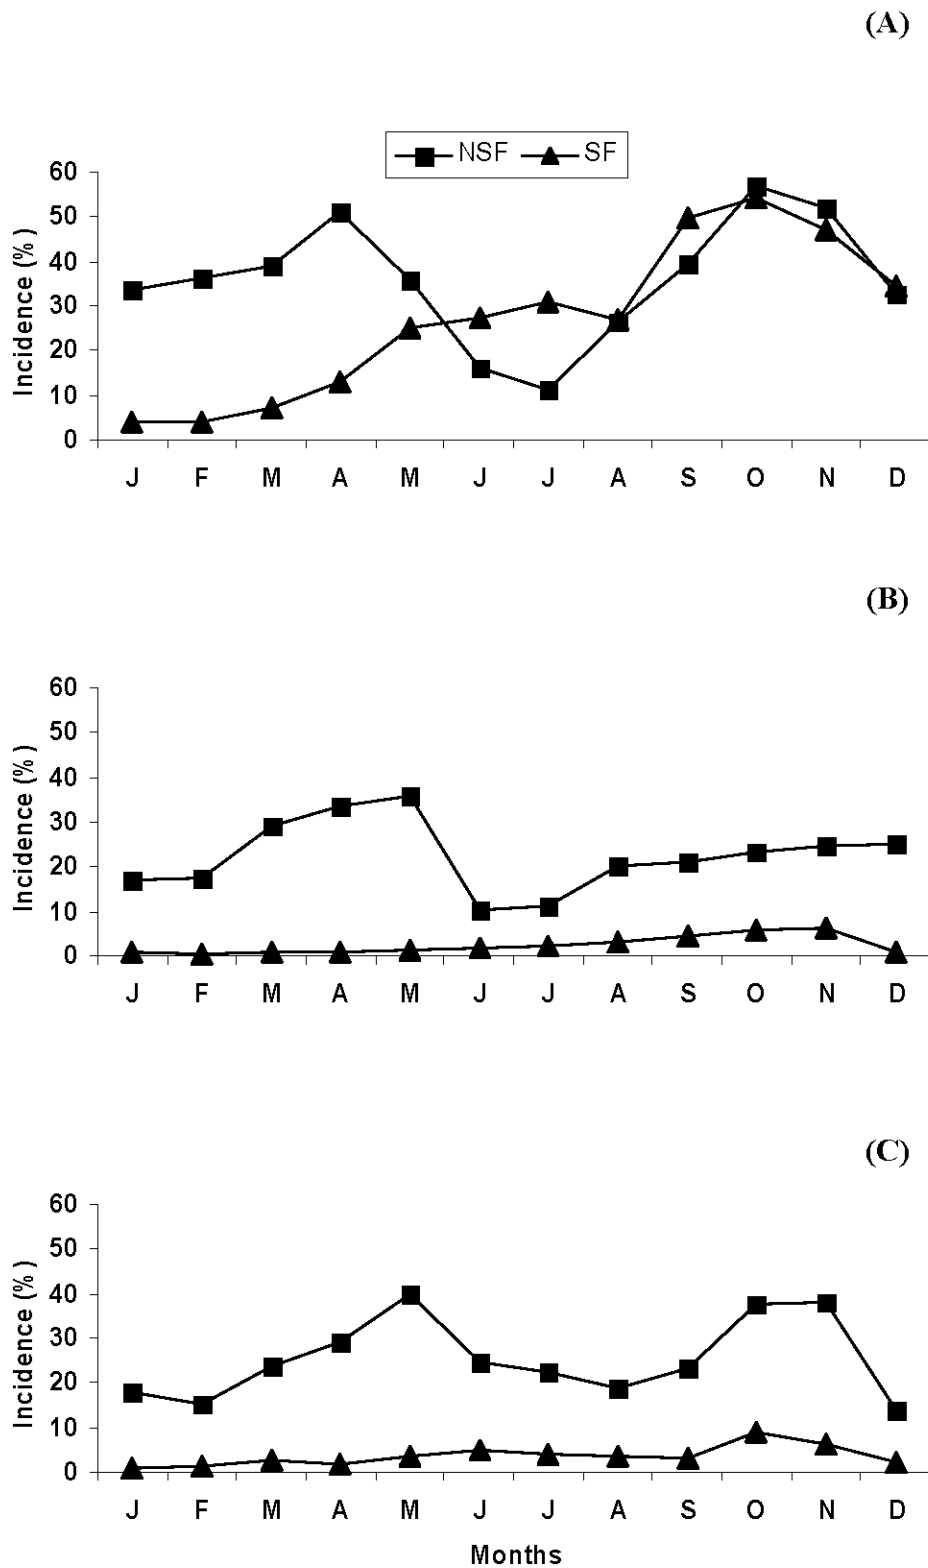 (A)
NSF SF
Incidence (%)
60
50
40
30
20
10
0
J F M A M J J A S O N D
(B)
Incidence (%)
60
50
40
30
20
10
0
J F M A M J J A S O N D
(C)
Incidence (%)
60
50
40
30
20
10
0
J F M A M J J A S O N D
Months